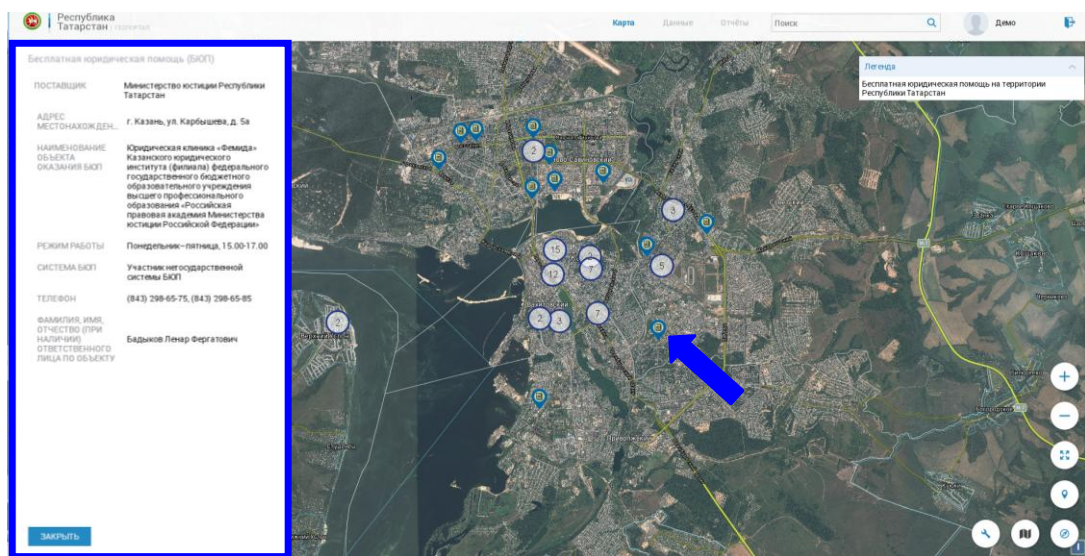 Республика
Татарстан
Карта
Данные
Отчёты
Поиск
Демо
Бесплатная юридическая помощь (БЮП)
ПОСТАВЩИК
Министерство юстиции Республики
Татарстан
АДРЕС
МЕСТОНАХОЖДЕН...
г. Казань, ул. Карбышева, д. 5а
НАИМЕНОВАНИЕ
ОБЪЕКТА
ОКАЗАНИЯ БЮП
Юридическая клиника «Фемида»
Казанского юридического
института (филиала) федерального
государственного бюджетного
образовательного учреждения
высшего профессионального
образования «Российская
правовая академия Министерства
юстиции Российской Федерации»
РЕЖИМ РАБОТЫ
Понедельник–пятница, 15.00-17.00
СИСТЕМА БЮП
Участник негосударственной
системы БЮП
ТЕЛЕФОН
(843) 298-65-75, (843) 298-65-85
ФАМИЛИЯ, ИМЯ,
ОТЧЕСТВО (ПРИ
НАЛИЧИИ)
ОТВЕТСТВЕННОГО
ЛИЦА ПО ОБЪЕКТУ
Бадыков Ленар Фергатович
ЗАКРЫТЬ
Легенда
Бесплатная юридическая помощь на территории
Республики Татарстан
2
3
15
2
7
12
5
2
3
7
2
Приволжский